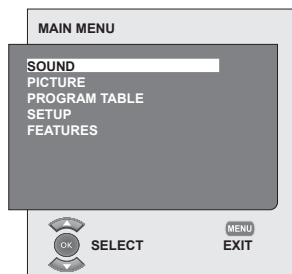 MAIN MENU
SOUND
PICTURE
PROGRAM TABLE
SETUP
FEATURES
OK SELECT
MENU
EXIT